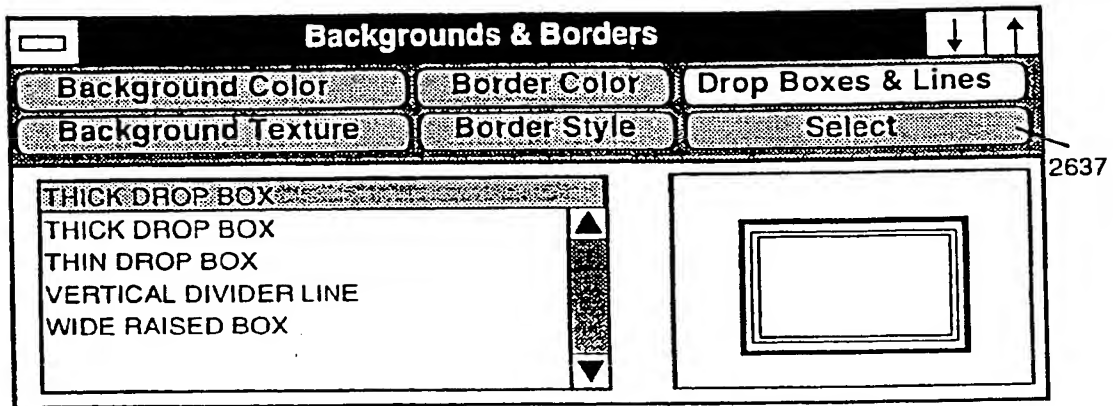 Backgrounds & Borders
Background Color Border Color Drop Boxes & Lines
Background Texture Border Style Select
2637
THICK DROP BOX
THICK DROP BOX
THIN DROP BOX
VERTICAL DIVIDER LINE
WIDE RAISED BOX